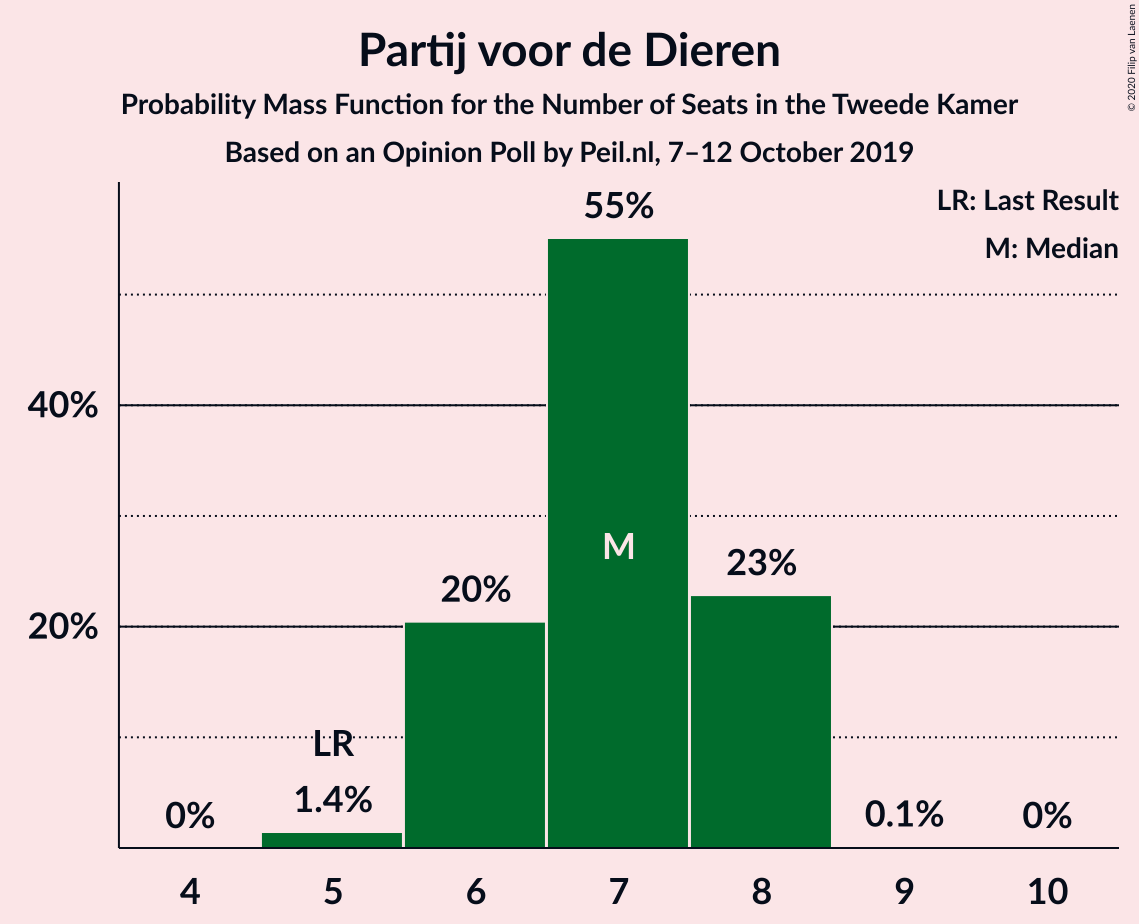 Partij voor de Dieren
Probability Mass Function for the Number of Seats in the Tweede Kamer
Based on an Opinion Poll by Peil.nl, 7–12 October 2019
© 2020 Filip van Laenen
LR: Last Result
M: Median
55%
40%
M
23%
20%
20%
LR
1.4%
0%
0.1%
0%
4 5 6 7 8 9 10